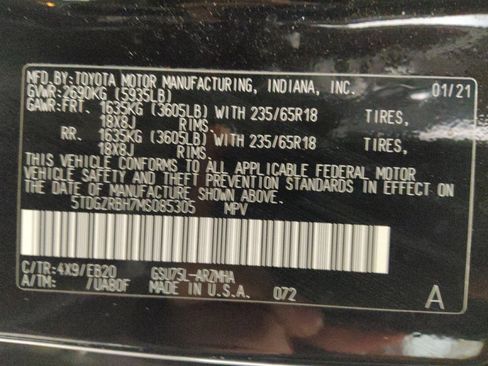 MFD.BY:TOYOTA MOTOR MANUFACTURING, INDIANA, INC. 01/21
GVWR:2690KG (5935LB)
GAWR:FRT. 1635KG (3605LB) WITH 235/65R18 TIRES,
18X8J RIMS.
RR. 1635KG (3605LB) WITH 235/65R18 TIRES,
18X8J RIMS.
THIS VEHICLE CONFORMS TO ALL APPLICABLE FEDERAL MOTOR
VEHICLE SAFETY AND THEFT PREVENTION STANDARDS IN EFFECT ON
THE DATE OF MANUFACTURE SHOWN ABOVE.
5TDGZRBH7MS085305 MPV
C/TR:4X9/EB20 GSU75L-ARZMHA
A/TM: /UA80F MADE IN U.S.A. 072 A